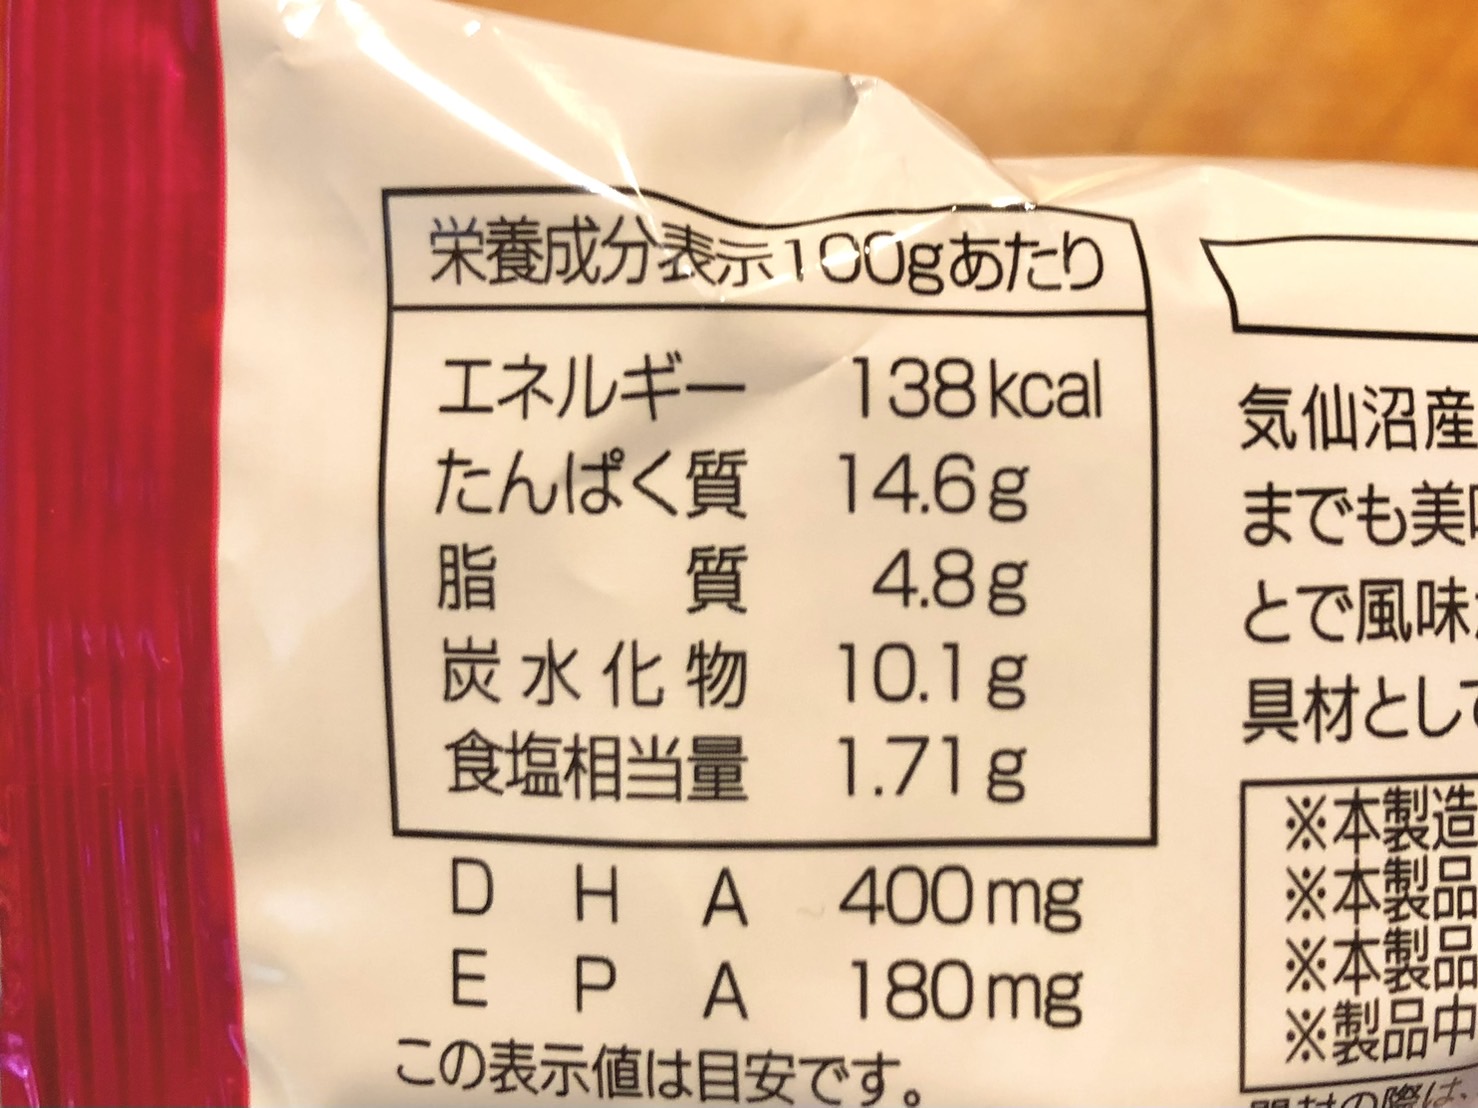 栄養成分表示100gあたり
エネルギー 138kcal
たんぱく質 14.6g
脂質 4.8g
炭水化物 10.1g
食塩相当量 1.71g
DHA 400mg
EPA 180mg
この表示値は目安です。
気仙沼産
までも美
とで風味
具材として
※本製造
※本製品
※本製品
※製品中
の際は、